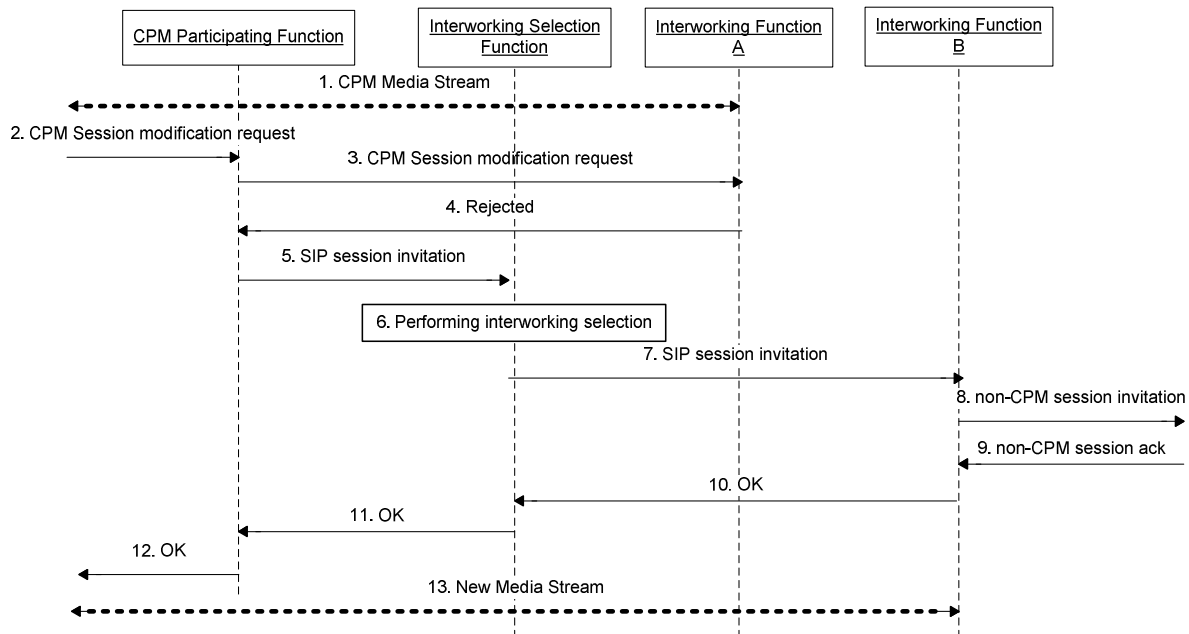 CPM Participating Function
Interworking Selection
Function
Interworking Function
A
Interworking Function
B
1. CPM Media Stream
2. CPM Session modification request
3. CPM Session modification request
4. Rejected
5. SIP session invitation
6. Performing interworking selection
7. SIP session invitation
8. non-CPM session invitation
9. non-CPM session ack
10. OK
11. OK
12. OK
13. New Media Stream